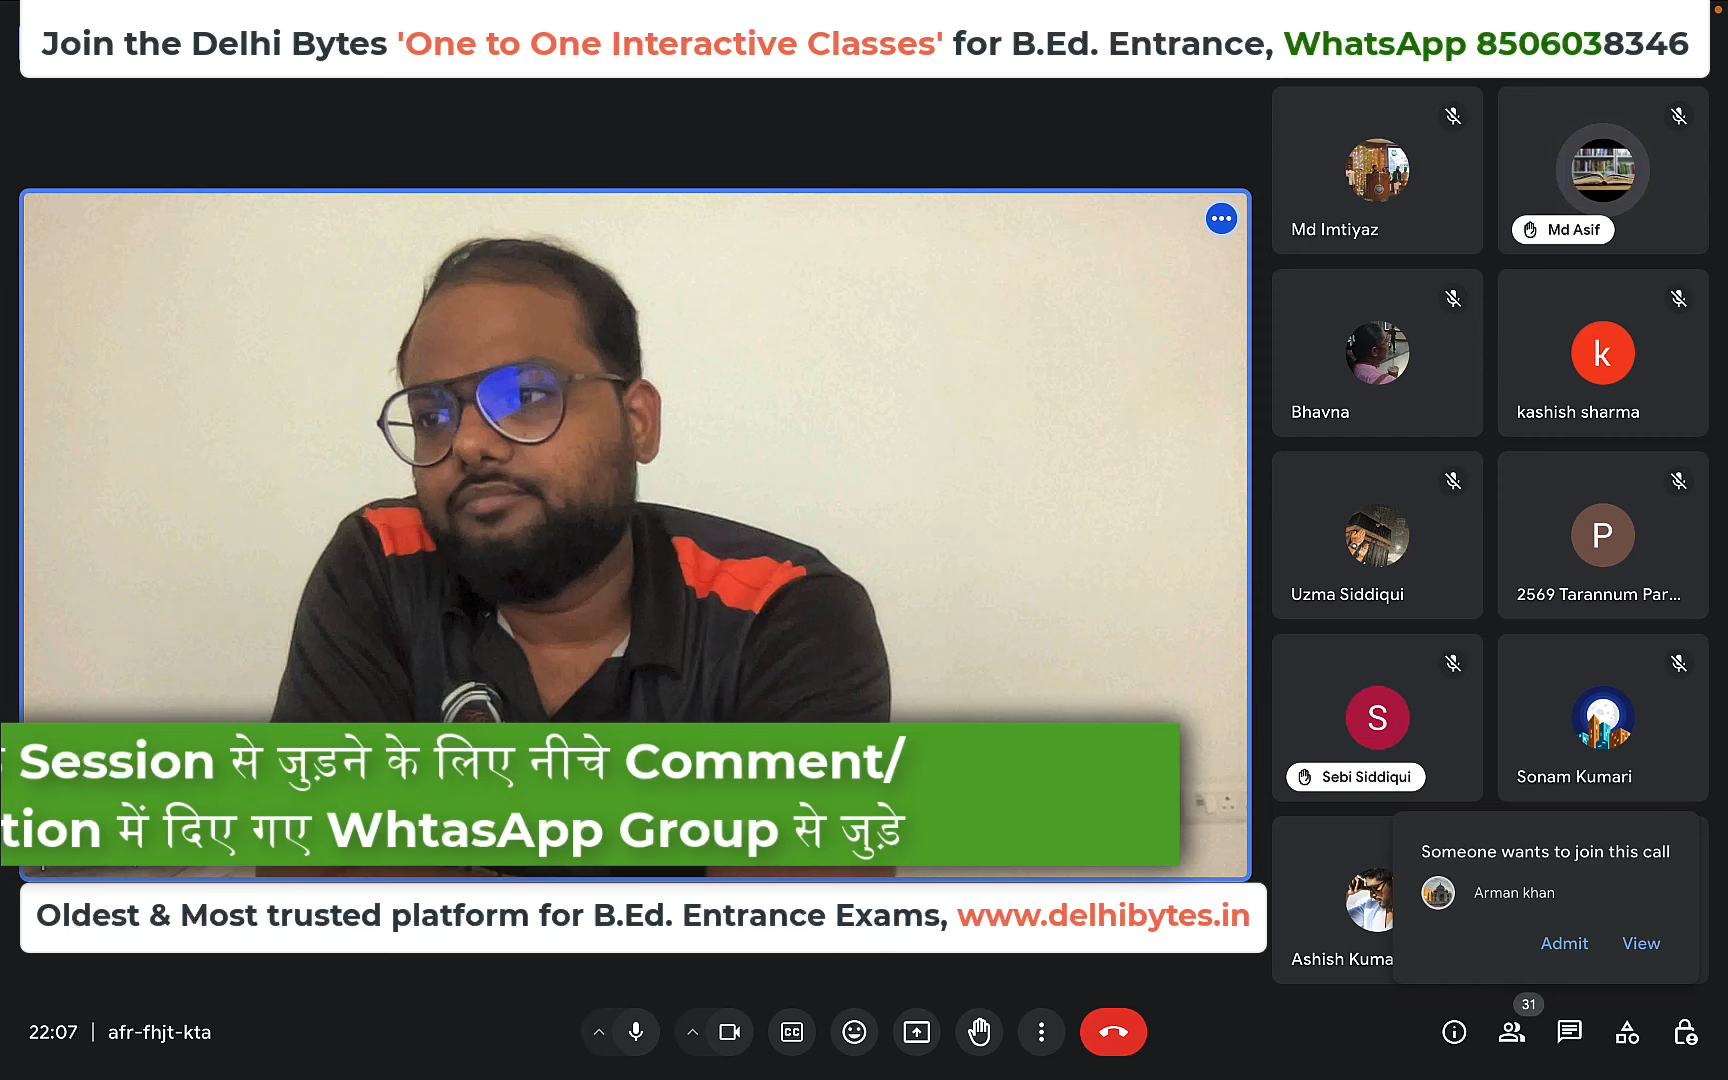 Join the Delhi Bytes 'One to One Interactive Classes' for B.Ed. Entrance, WhatsApp 8506038346
Md Imtiyaz
Md Asif
Bhavna
k
kashish sharma
Uzma Siddiqui
P
2569 Tarannum Par...
S
Sebi Siddiqui
Sonam Kumari
Session से जुड़ने के लिए नीचे Comment/
tion में दिए गए WhtasApp Group से जुड़े
Someone wants to join this call
Arman khan
Admit View
Ashish Kuma
Oldest & Most trusted platform for B.Ed. Entrance Exams, www.delhibytes.in
31
22:07 | afr-fhjt-kta
CC